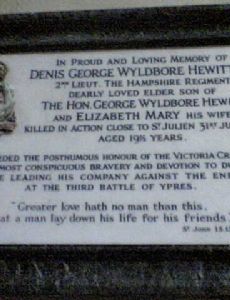 In Proud and Loving Memory of
Denis George Wyldbore Hewitt
2ND Lieut. The Hampshire Regiment
dearly loved elder son of
The Hon. George Wyldbore Hewi
and Elizabeth Mary his wife
killed in action close to St Julien 31st Ju
aged 19½ years.
ded the posthumous honour of the Victoria Cr
most conspicuous bravery and devotion to du
e leading his company against the ene
at the third Battle of Ypres.
Greater love hath no man than this,
at a man lay down his life for his friends
St John 15.